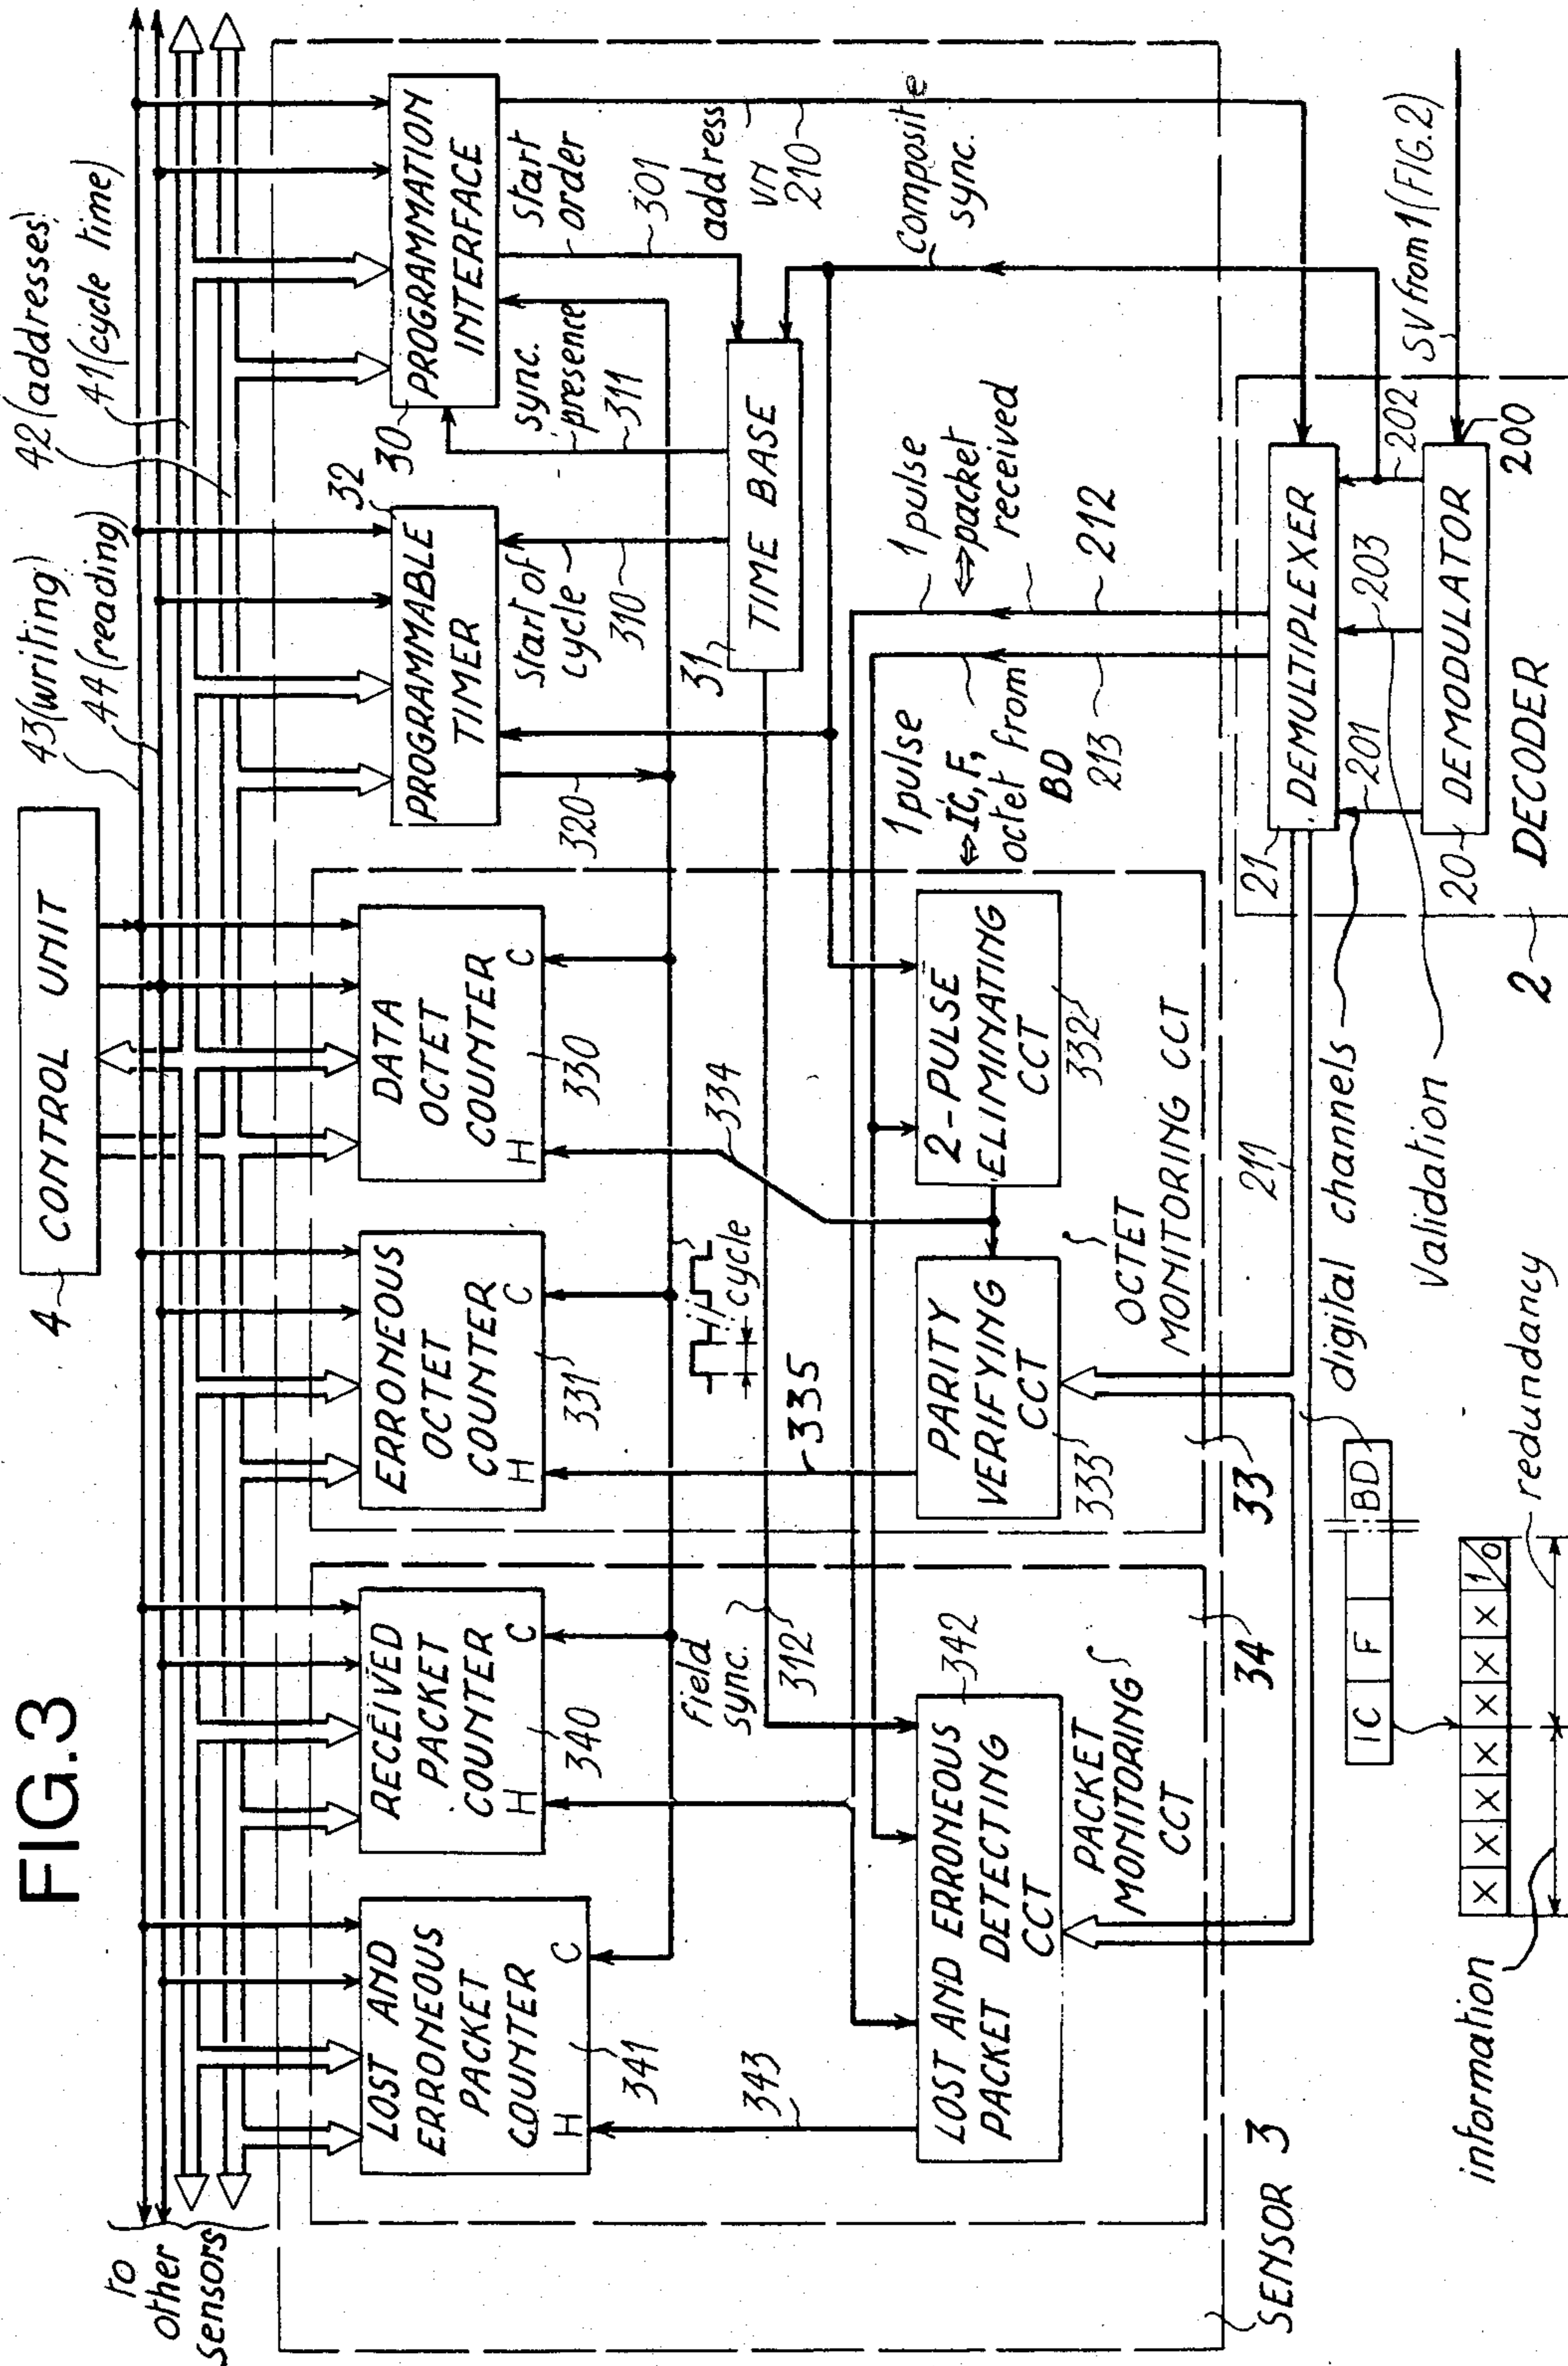 FIG.3
to
other
sensors
4
CONTROL UNIT
43 (writing)
44 (reading)
42 (addresses)
41 (cycle time)
LOST AND
ERRONEOUS
PACKET
COUNTER
H
C
341
RECEIVED
PACKET
COUNTER
H
C
340
ERRONEOUS
OCTET
COUNTER
H
C
331
DATA
OCTET
COUNTER
H
C
330
PROGRAMMABLE
TIMER
32
320
PROGRAMMATION
INTERFACE
30
start of
cycle
310
sync.
presence
311
start
order
301
address
VN
210
31
TIME BASE
composite
sync.
343
field
sync.
312
335
cycle
334
LOST AND ERRONEOUS
PACKET DETECTING
CCT
342
PACKET
MONITORING
CCT
34
PARITY
VERIFYING
CCT
333
2-PULSE
ELIMINATING
CCT
332
OCTET
MONITORING CCT
33
1 pulse
⇔IC, F,
octet from
BD
213
1 pulse
⇔packet
received
212
SENSOR 3
211
21
DEMULTIPLEXER
201
203
202
20
DEMODULATOR
200
SV from 1 (FIG.2)
2
DECODER
digital channels
validation
IC
F
BD
X X X X X X X 1/0
information
redundancy